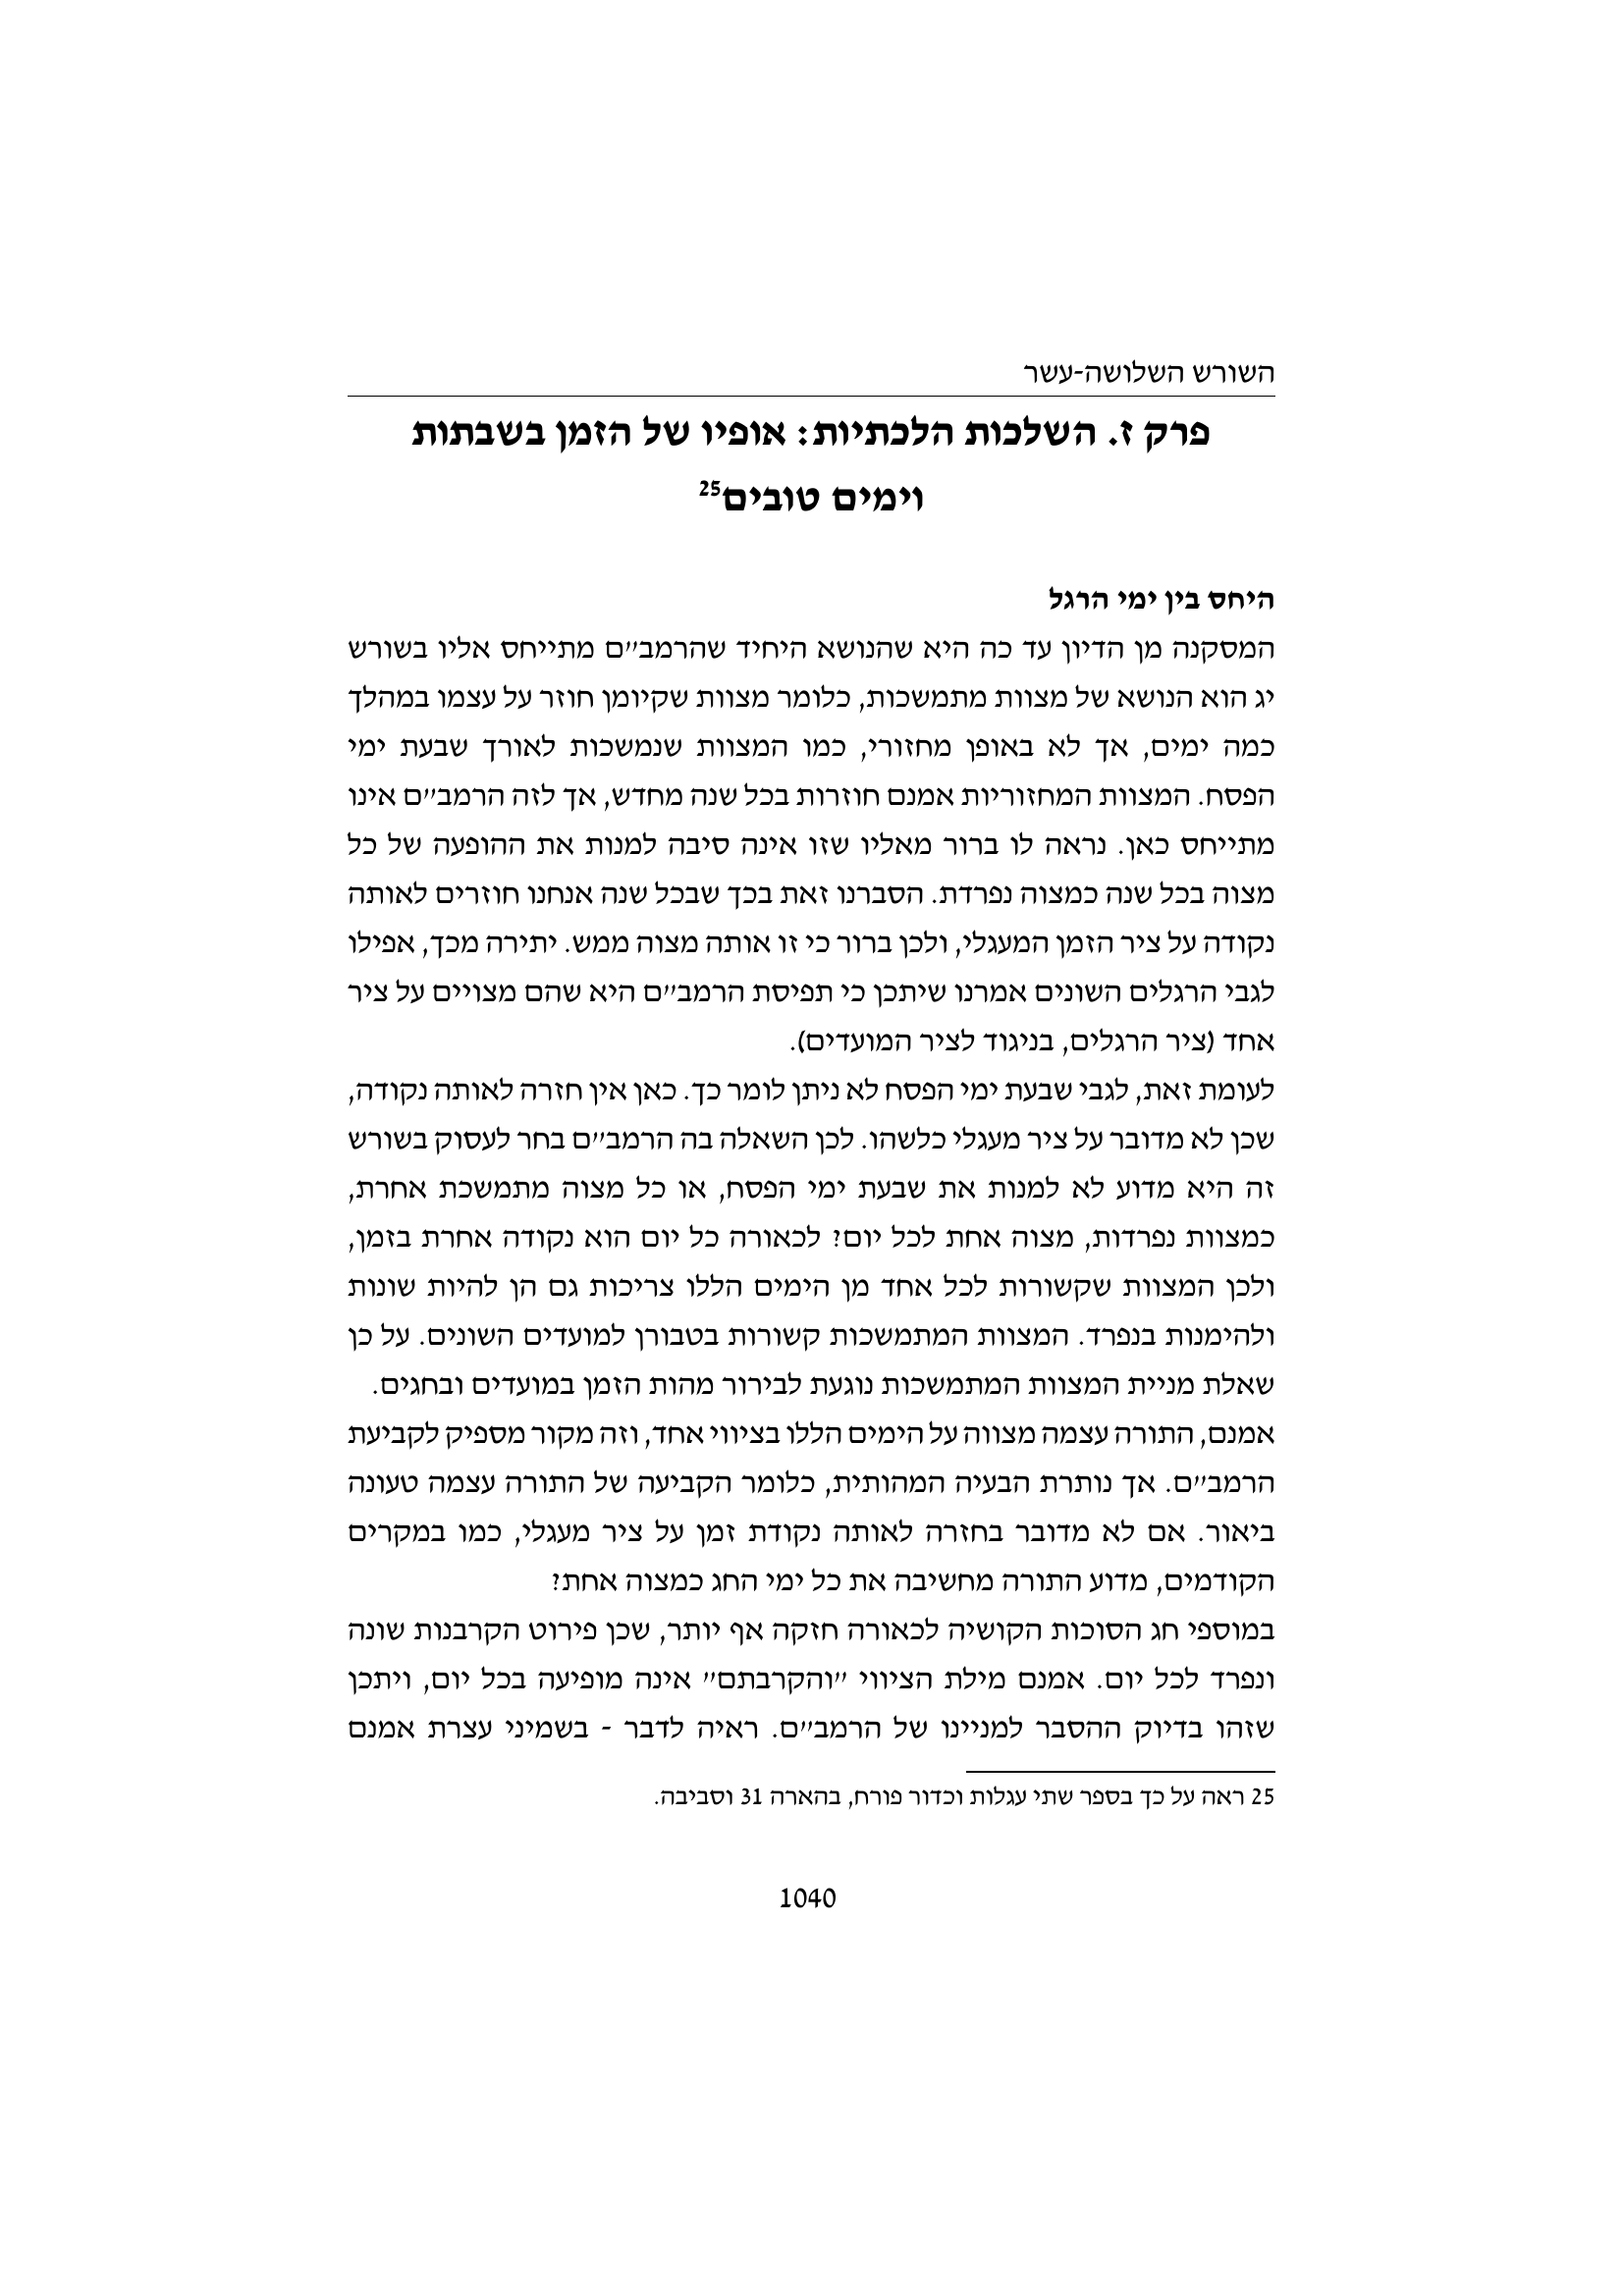 השורש השלושה-עשר
פרק ז. השלכות הלכתיות: אופיו של הזמן בשבתות
וימים טובים25
היחס בין ימי הרגל
המסקנה מן הדיון עד כה היא שהנושא היחיד שהרמב"ם מתייחס אליו בשורש
יג הוא הנושא של מצוות מתמשכות, כלומר מצוות שקיומן חוזר על עצמו במהלך
כמה ימים, אך לא באופן מחזורי, כמו המצוות שנמשכות לאורך שבעת ימי
הפסח. המצוות המחזוריות אמנם חוזרות בכל שנה מחדש, אך לזה הרמב"ם אינו
מתייחס כאן. נראה לו ברור מאליו שזו אינה סיבה למנות את ההופעה של כל
מצוה בכל שנה כמצוה נפרדת. הסברנו זאת בכך שבכל שנה אנחנו חוזרים לאותה
נקודה על ציר הזמן המעגלי, ולכן ברור כי זו אותה מצוה ממש. יתירה מכך, אפילו
לגבי הרגלים השונים אמרנו שיתכן כי תפיסת הרמב"ם היא שהם מצויים על ציר
אחד (ציר הרגלים, בניגוד לציר המועדים).
לעומת זאת, לגבי שבעת ימי הפסח לא ניתן לומר כך. כאן אין חזרה לאותה נקודה,
שכן לא מדובר על ציר מעגלי כלשהו. לכן השאלה בה הרמב"ם בחר לעסוק בשורש
זה היא מדוע לא למנות את שבעת ימי הפסח, או כל מצוה מתמשכת אחרת,
כמצוות נפרדות, מצוה אחת לכל יום? לכאורה כל יום הוא נקודה אחרת בזמן,
ולכן המצוות שקשורות לכל אחד מן הימים הללו צריכות גם הן להיות שונות
ולהימנות בנפרד. המצוות המתמשכות קשורות בטבורן למועדים השונים. על כן
שאלת מניית המצוות המתמשכות נוגעת לבירור מהות הזמן במועדים ובחגים.
אמנם, התורה עצמה מצווה על הימים הללו בציווי אחד, וזה מקור מספיק לקביעת
הרמב"ם. אך נותרת הבעיה המהותית, כלומר הקביעה של התורה עצמה טעונה
ביאור. אם לא מדובר בחזרה לאותה נקודת זמן על ציר מעגלי, כמו במקרים
הקודמים, מדוע התורה מחשיבה את כל ימי החג כמצוה אחת?
במוספי חג הסוכות הקושיה לכאורה חזקה אף יותר, שכן פירוט הקרבנות שונה
ונפרד לכל יום. אמנם מילת הציווי "והקרבתם" אינה מופיעה בכל יום, ויתכן
שזהו בדיוק ההסבר למניינו של הרמב"ם. ראיה לדבר - בשמיני עצרת אמנם
25 ראה על כך בספר שתי עגלות וכדור פורח, בהארה 31 וסביבה.
1040